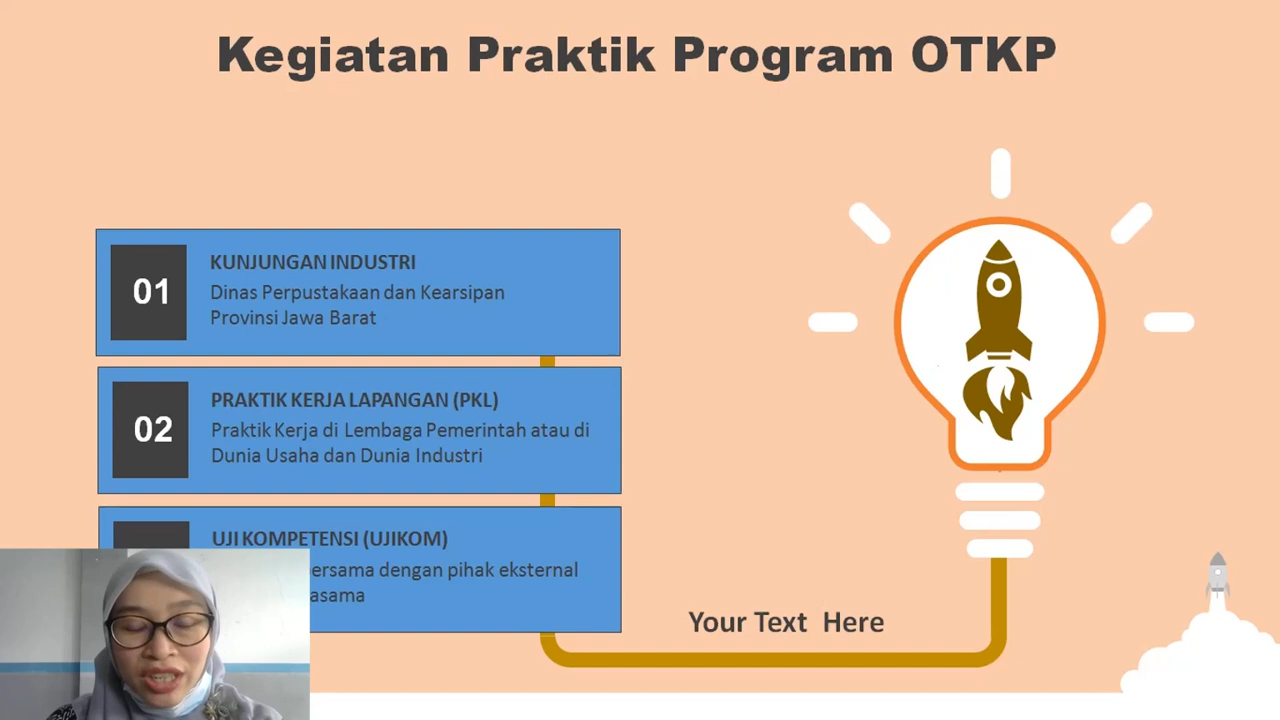 Kegiatan Praktik Program OTKP
01
KUNJUNGAN INDUSTRI
Dinas Perpustakaan dan Kearsipan
Provinsi Jawa Barat
02
PRAKTIK KERJA LAPANGAN (PKL)
Praktik Kerja di Lembaga Pemerintah atau di
Dunia Usaha dan Dunia Industri
UJI KOMPETENSI (UJIKOM)
dengan pihak eksternal
Your Text Here